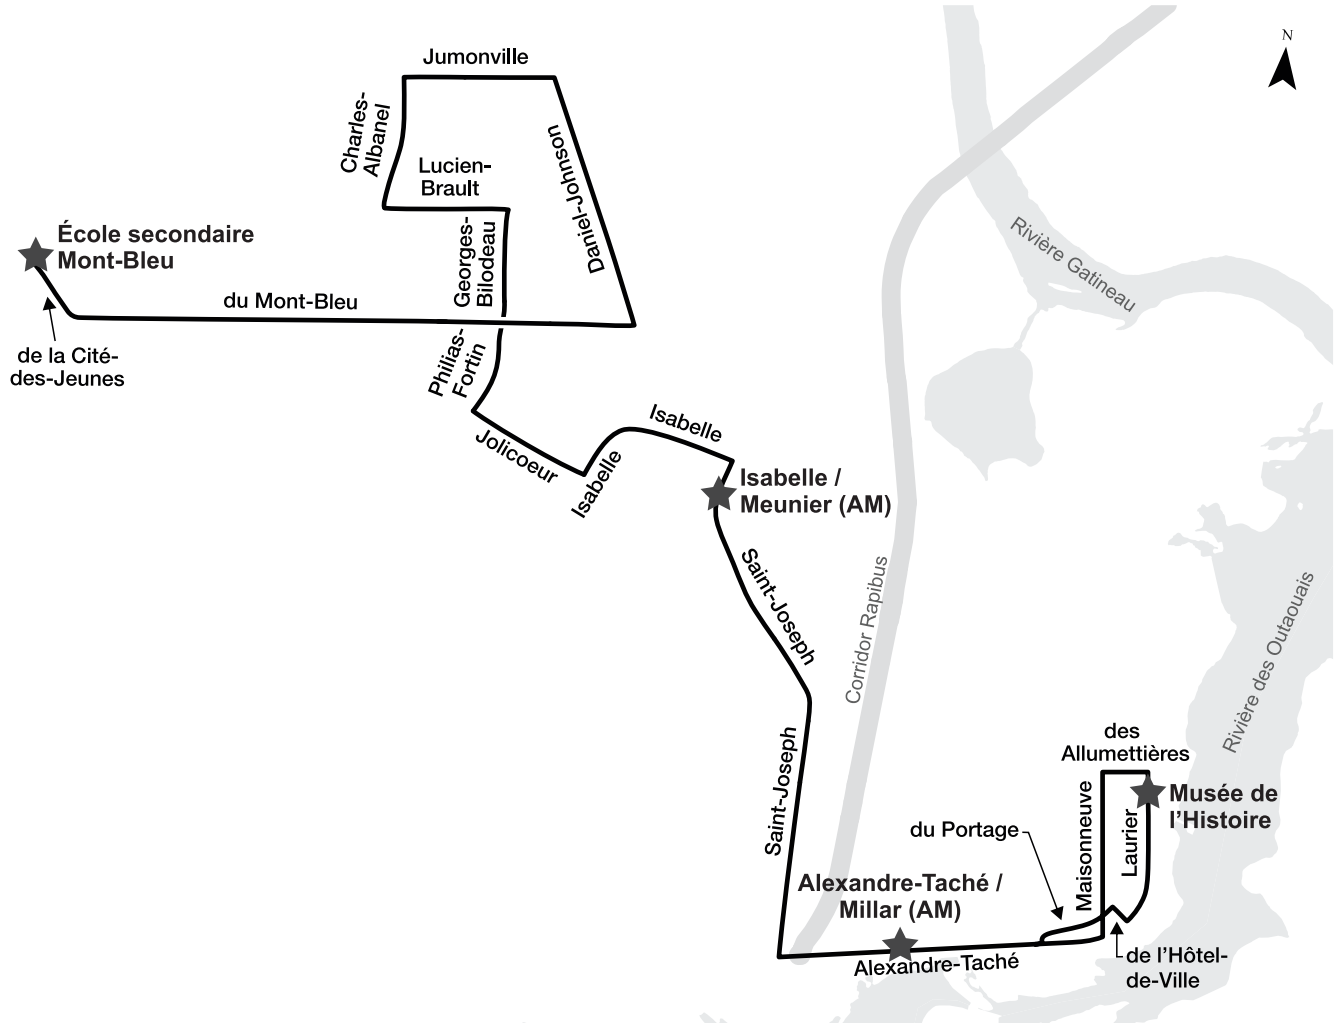 N
Jumonville
Charles-
Albanel
Lucien-
Brault
Daniel-Johnson
École secondaire
Mont-Bleu
Georges-
Bilodeau
Rivière Gatineau
du Mont-Bleu
de la Cité-
des-Jeunes
Philias-
Fortin
Isabelle
Jolicoeur
Isabelle
Isabelle /
Meunier (AM)
Saint-Joseph
Corridor Rapibus
Rivière des Outaouais
Saint-Joseph
des
Allumettières
Musée de
l'Histoire
Maisonneuve
Laurier
du Portage
Alexandre-Taché /
Millar (AM)
Alexandre-Taché
de l'Hôtel-
de-Ville